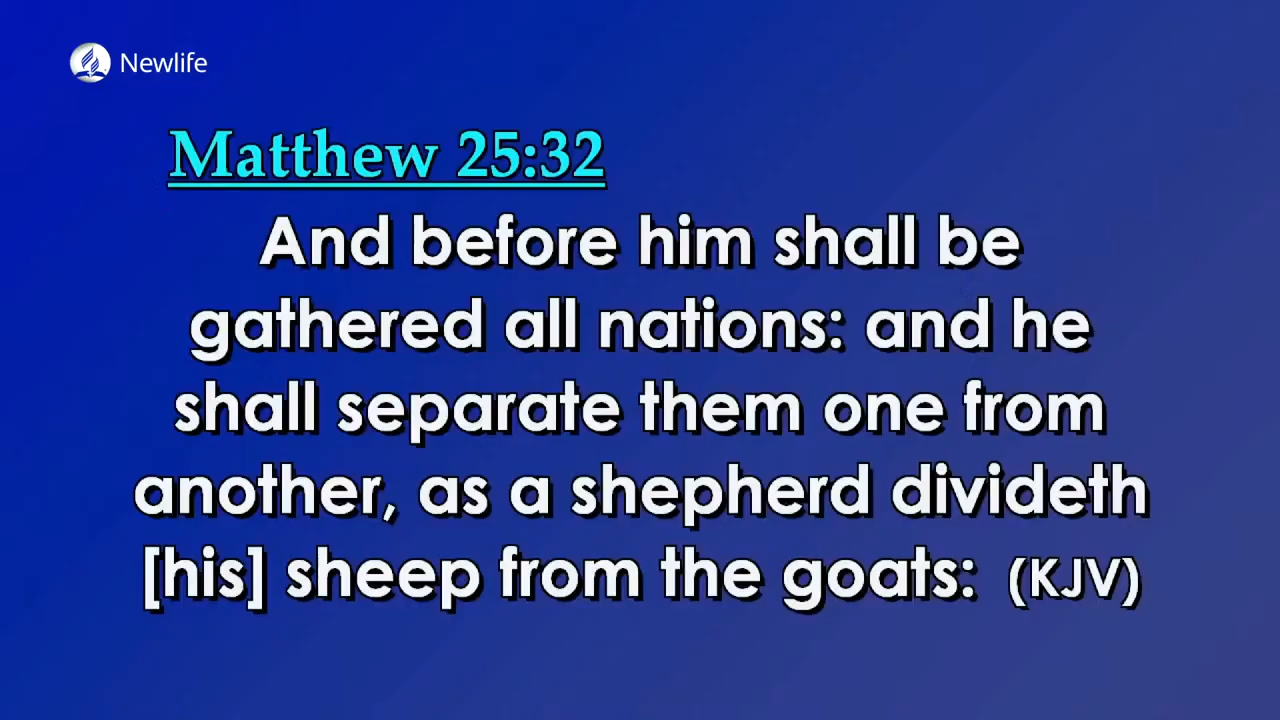 Newlife
Matthew 25:32
And before him shall be
gathered all nations: and he
shall separate them one from
another, as a shepherd divideth
[his] sheep from the goats: (KJV)